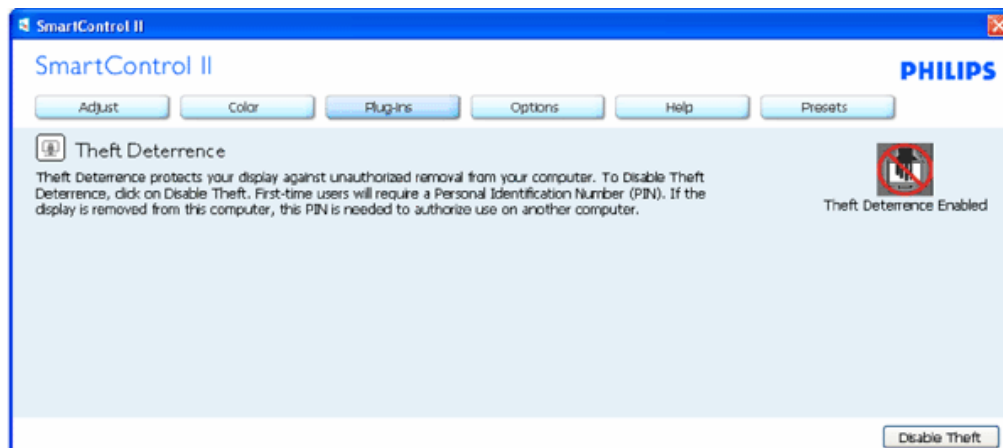 SmartControl II
SmartControl II
PHILIPS
Adjust Color Plug-Ins Options Help Presets
Theft Deterrence
Theft Deterrence protects your display against unauthorized removal from your computer. To Disable Theft
Deterrence, click on Disable Theft. First-time users will require a Personal Identification Number (PIN). If the
display is removed from this computer, this PIN is needed to authorize use on another computer.
Theft Deterrence Enabled
Disable Theft